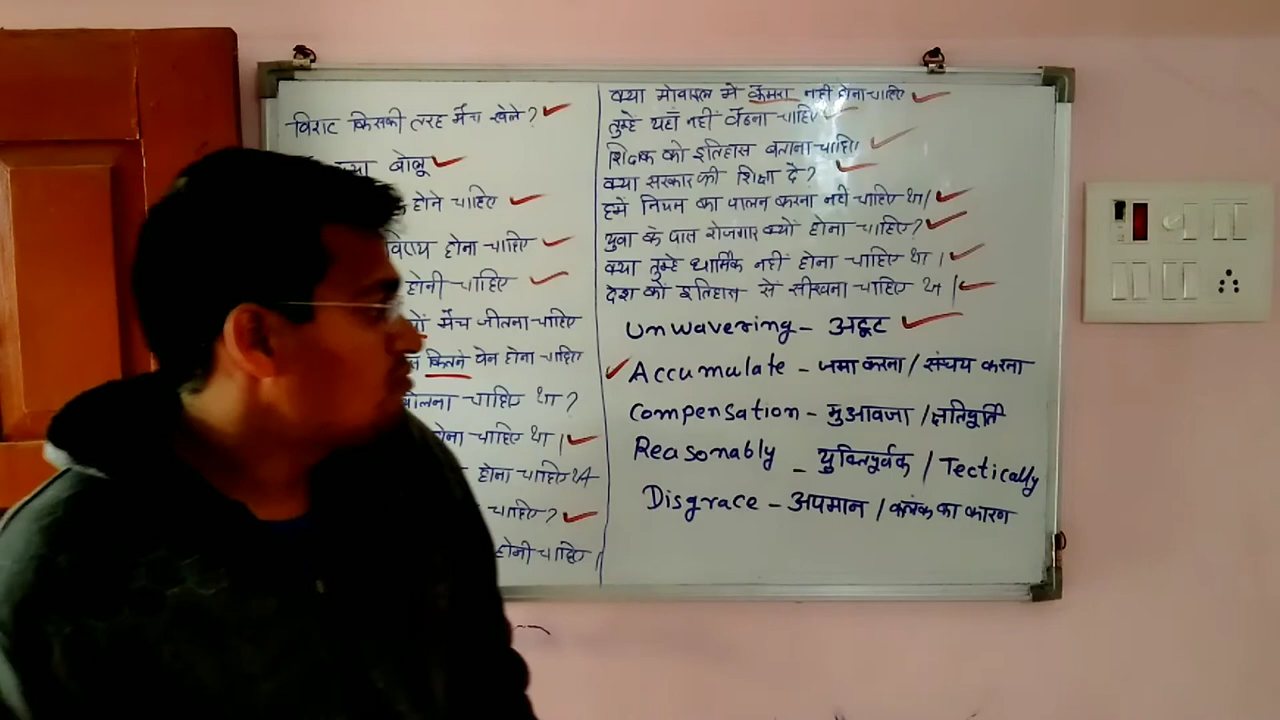 विराट किसकी तरह मैच खेले?
बोलू
होने चाहिए
विषय होना चाहिए
होनी चाहिए
मैच जीतना चाहिए
कितने पेन होना चाहिए
बोलना चाहिए था?
होना चाहिए था।
होना चाहिए था
चाहिए?
होनी चाहिए।
क्या मोबाइल मे कैमरा नही होना चाहिए
तुम्हे यहाँ नहीं बैठना चाहिए
शिक्षक को इतिहास बताना चाहिए
क्या सरकार फ्री शिक्षा दे?
हमें नियम का पालन करना नही चाहिए था।
युवा के पास रोजगार क्यों होना चाहिए?
क्या तुम्हे धार्मिक नहीं होना चाहिए था।
देश को इतिहास से सीखना चाहिए था।
Unwavering - अटूट
Accumulate - जमा करना / संचय करना
Compensation - मुआवजा / क्षतिपूर्ति
Reasonably - युक्तिपूर्वक / Tectically
Disgrace - अपमान / कलंक का कारण